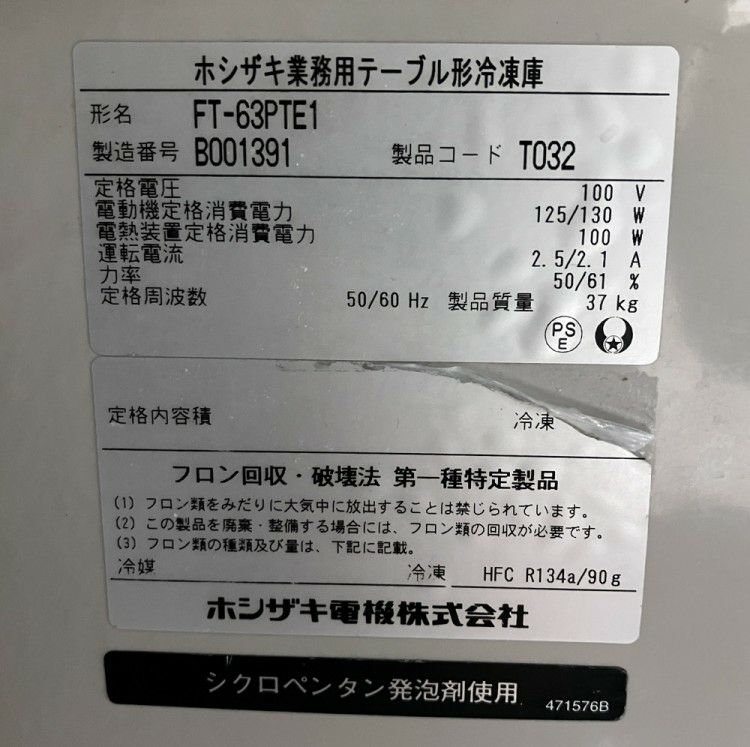 ホシザキ業務用テーブル形冷凍庫
形名 FT-63PTE1
製造番号 B001391 製品コード T032
定格電圧 100 V
電動機定格消費電力 125/130 W
電熱装置定格消費電力 100 W
運転電流 2.5/2.1 A
力率 50/61 %
定格周波数 50/60 Hz 製品質量 37 kg
PS
E
定格内容積 冷凍
フロン回収・破壊法 第一種特定製品
(1) フロン類をみだりに大気中に放出することは禁じられています。
(2) この製品を廃棄・整備する場合には、フロン類の回収が必要です。
(3) フロン類の種類及び量は、下記に記載。
冷媒 冷凍 HFC R134a/90g
ホシザキ電機株式会社
シクロペンタン発泡剤使用 471576B